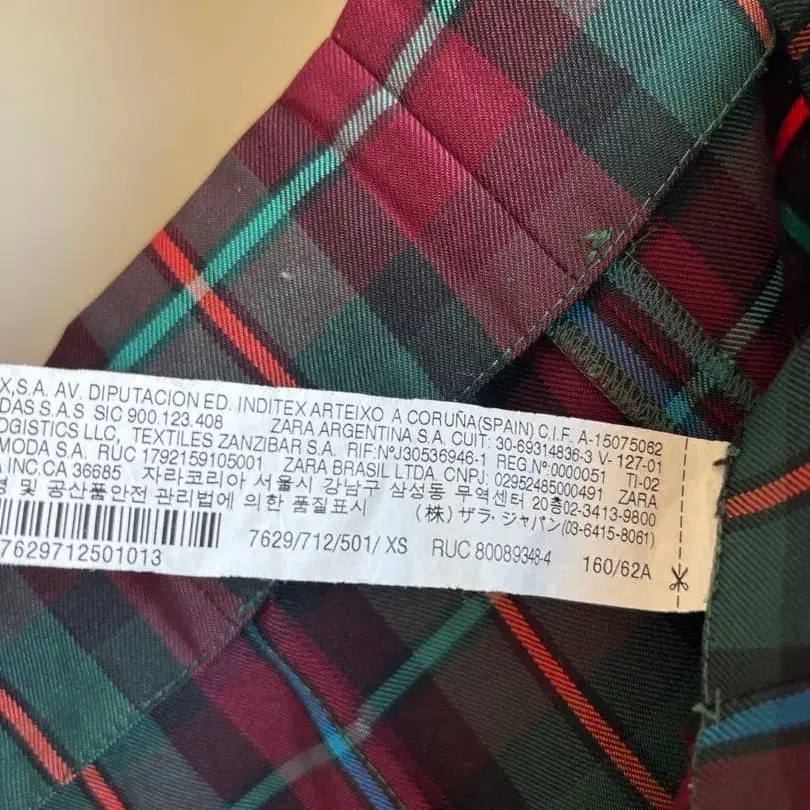 X,S.A. AV. DIPUTACION ED. INDITEX ARTEIXO A CORUÑA(SPAIN) C.I.F. A-15075062
DAS S.A.S SIC 900.123.408 ZARA ARGENTINA S.A. CUIT: 30-69314836-3 V-127-01
OGISTICS LLC, TEXTILES ZANZIBAR S.A. RIF:NºJ30536946-1 REG.Nº:0000051 TI-02
MODA S.A. RUC 1792159105001 ZARA BRASIL LTDA, CNPJ: 02952485000491 ZARA
A INC.CA 36685 자라코리아 서울시 강남구 삼성동 무역센터 20층02-3413-9800
명 및 공산품안전 관리법에 의한 품질표시 (株) ザラ・ジャパン(03-6415-8061)
7629/712/501/ XS RUC 80089348-4 160/62A
7629712501013